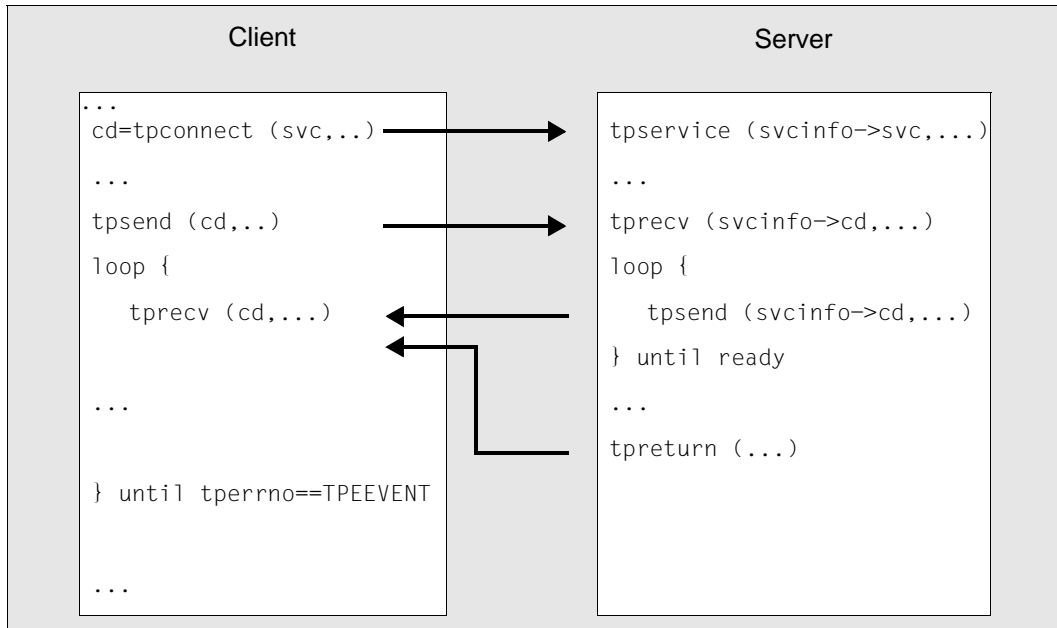 Client
Server
...
cd=tpconnect (svc,..)
...
tpsend (cd,..)
loop {
tprecv (cd,...)
...
} until tperrno==TPEEVENT
...
tpservice (svcinfo->svc,...)
...
tprecv (svcinfo->cd,...)
loop {
tpsend (svcinfo->cd,...)
} until ready
...
tpreturn (...)